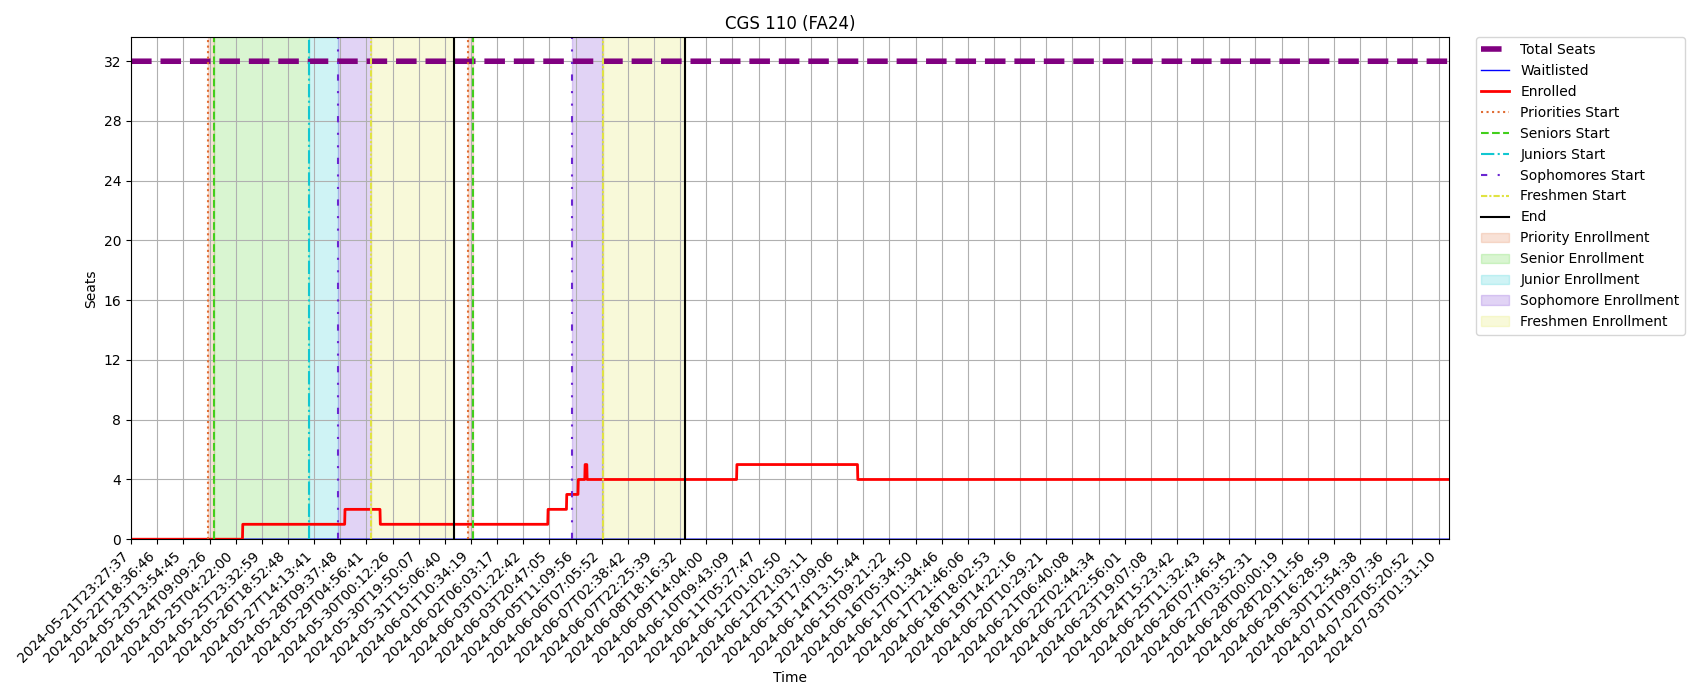 CGS 110 (FA24)
32
28
24
20
16
12
8
4
0
Seats
2024-05-21T23:27:37
2024-05-22T18:36:46
2024-05-23T13:54:45
2024-05-24T09:09:26
2024-05-25T04:22:00
2024-05-25T23:32:59
2024-05-26T18:52:48
2024-05-27T14:13:41
2024-05-28T09:37:48
2024-05-29T04:56:41
2024-05-30T00:12:26
2024-05-30T19:50:07
2024-05-31T15:06:40
2024-06-01T10:34:19
2024-06-02T06:03:17
2024-06-03T01:22:42
2024-06-03T20:47:05
2024-06-05T11:09:56
2024-06-06T07:05:52
2024-06-07T02:38:42
2024-06-07T22:25:39
2024-06-08T18:16:32
2024-06-09T14:04:00
2024-06-10T09:43:09
2024-06-11T05:27:47
2024-06-12T01:02:50
2024-06-12T21:03:11
2024-06-13T17:09:06
2024-06-14T13:15:44
2024-06-15T09:21:22
2024-06-16T05:34:50
2024-06-17T01:34:46
2024-06-17T21:46:06
2024-06-18T18:02:53
2024-06-19T14:22:16
2024-06-20T10:29:21
2024-06-21T06:40:08
2024-06-22T02:44:34
2024-06-22T22:56:01
2024-06-23T19:07:08
2024-06-24T15:23:42
2024-06-25T11:32:43
2024-06-26T07:46:54
2024-06-27T03:52:31
2024-06-28T00:00:19
2024-06-28T20:11:56
2024-06-29T16:28:59
2024-06-30T12:54:38
2024-07-01T09:07:36
2024-07-02T05:20:52
2024-07-03T01:31:10
Time
Total Seats
Waitlisted
Enrolled
Priorities Start
Seniors Start
Juniors Start
Sophomores Start
Freshmen Start
End
Priority Enrollment
Senior Enrollment
Junior Enrollment
Sophomore Enrollment
Freshmen Enrollment